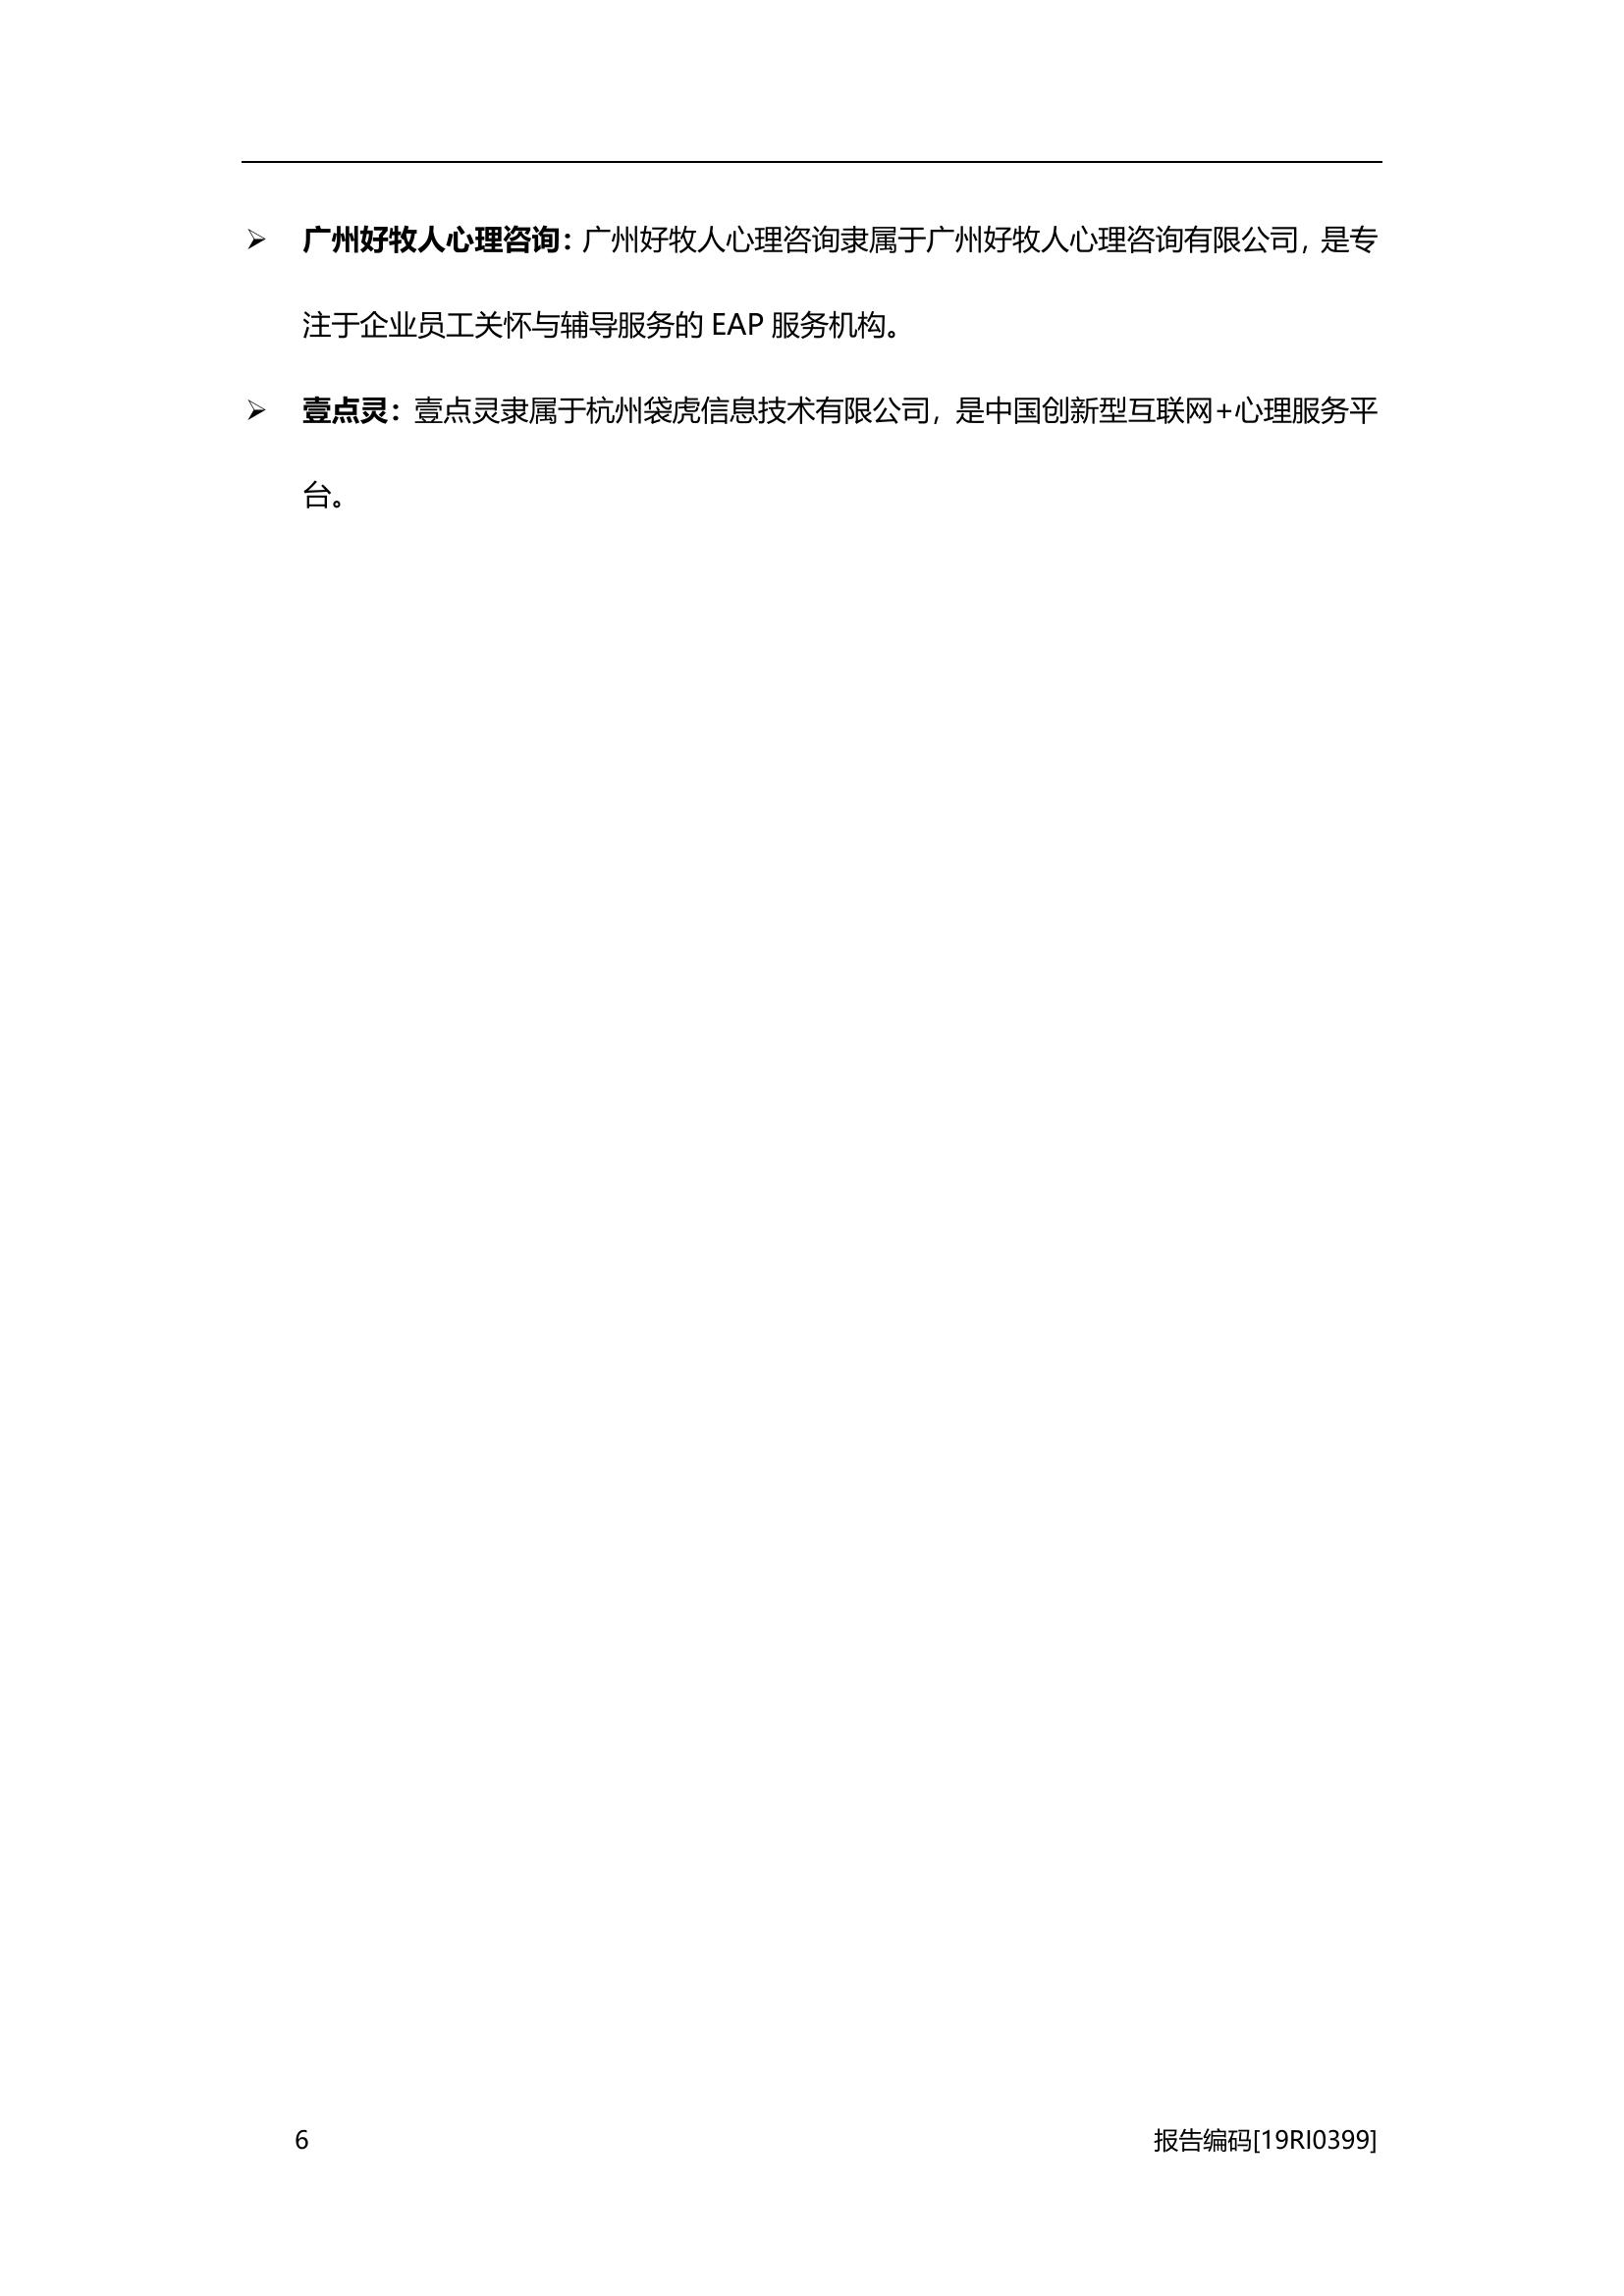 ➢ 广州好牧人心理咨询：广州好牧人心理咨询隶属于广州好牧人心理咨询有限公司，是专
注于企业员工关怀与辅导服务的 EAP 服务机构。
➢ 壹点灵：壹点灵隶属于杭州袋虎信息技术有限公司，是中国创新型互联网+心理服务平
台。
6 报告编码[19RI0399]